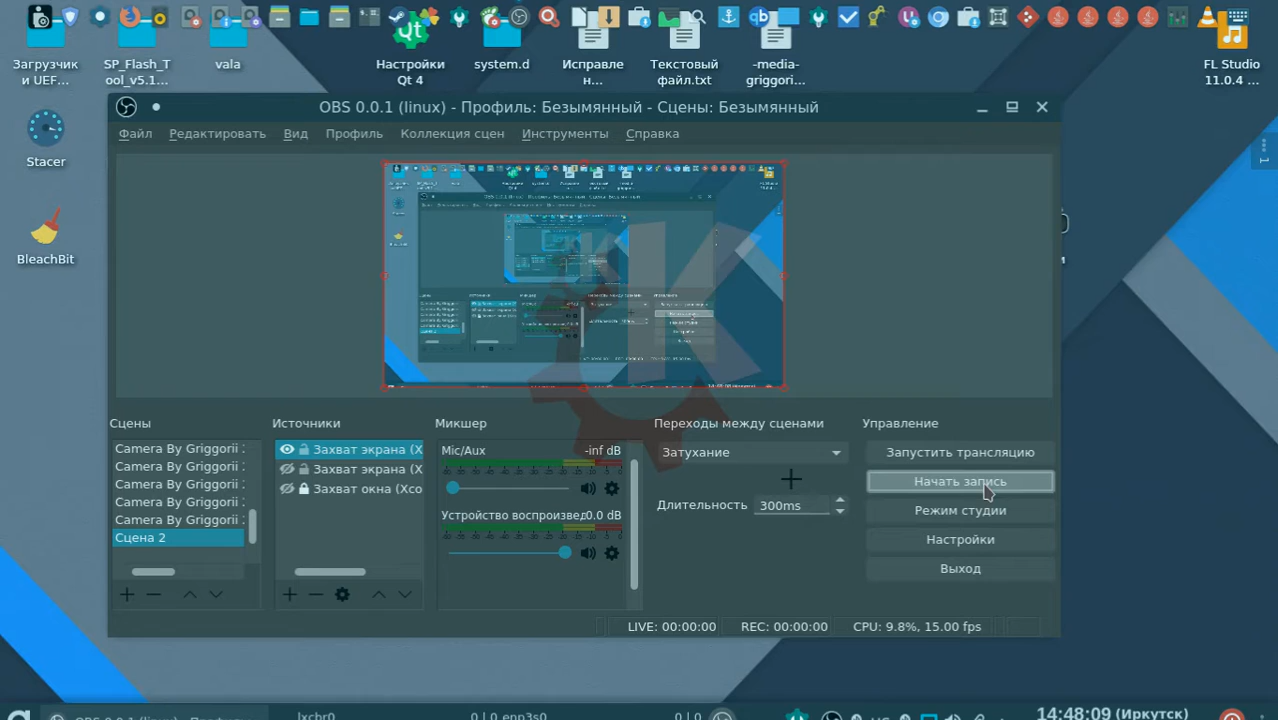 Загрузчик
и UEF...
SP_Flash_T
ool_v5.1...
vala
Настройки
Qt 4
system.d
Исправлен
н...
Текстовый
файл.txt
-media-
griggori...
FL Studio
11.0.4 ...
Stacer
BleachBit
OBS 0.0.1 (linux) - Профиль: Безымянный - Сцены: Безымянный
Файл Редактировать Вид Профиль Коллекция сцен Инструменты Справка
Сцены
Camera By Griggorii
Camera By Griggorii
Camera By Griggorii
Camera By Griggorii
Camera By Griggorii
Сцена 2
Источники
Захват экрана (X
Захват экрана (X
Захват окна (Xco
Микшер
Mic/Aux -inf dB
Устройство воспроизвед 0.0 dB
Переходы между сценами
Затухание
Длительность 300ms
Управление
Запустить трансляцию
Начать запись
Режим студии
Настройки
Выход
LIVE: 00:00:00 REC: 00:00:00 CPU: 9.8%, 15.00 fps
1
14:48:09 (Иркутск)